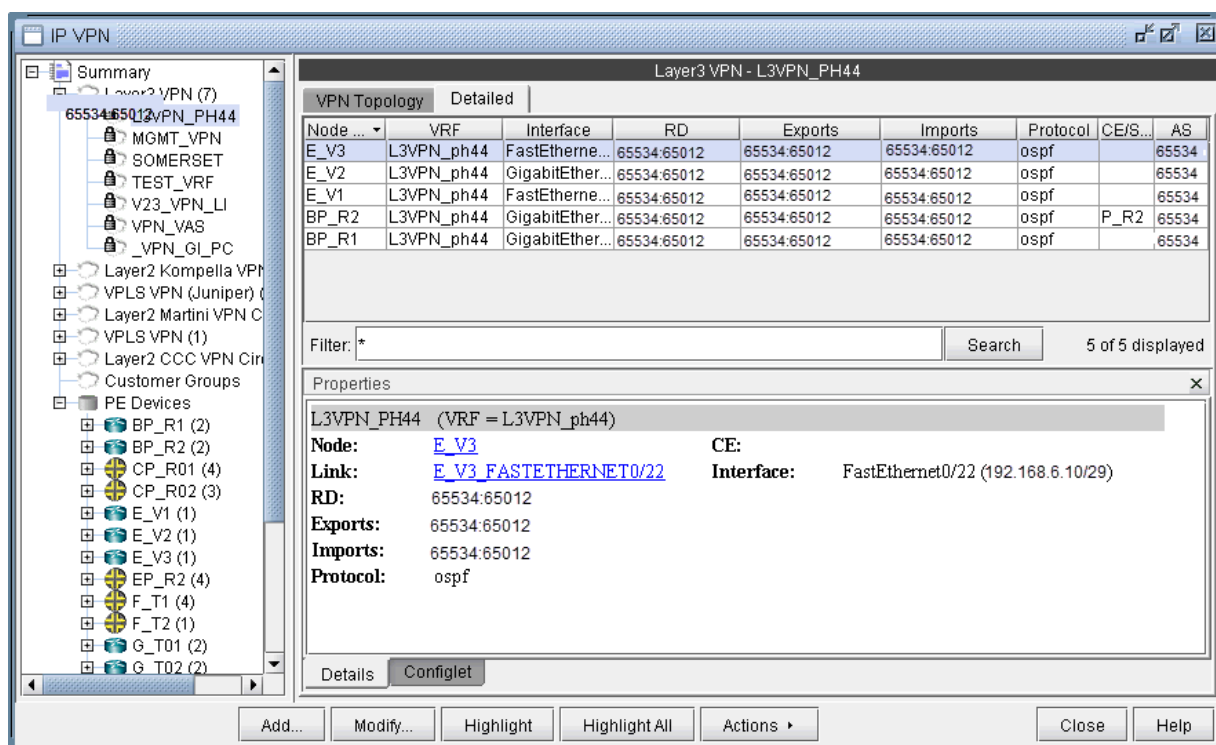 IP VPN
Summary
Layer3 VPN (7)
65534:65012
L3VPN_PH44
MGMT_VPN
SOMERSET
TEST_VRF
V23_VPN_LI
VPN_VAS
_VPN_GI_PC
Layer2 Kompella VPN
VPLS VPN (Juniper) (
Layer2 Martini VPN C
VPLS VPN (1)
Layer2 CCC VPN Cir
Customer Groups
PE Devices
BP_R1 (2)
BP_R2 (2)
CP_R01 (4)
CP_R02 (3)
E_V1 (1)
E_V2 (1)
E_V3 (1)
EP_R2 (4)
F_T1 (4)
F_T2 (1)
G_T01 (2)
G_T02 (2)
Layer3 VPN - L3VPN_PH44
VPN Topology Detailed
Node ... VRF Interface RD Exports Imports Protocol CE/S... AS
E_V3 L3VPN_ph44 FastEtherne... 65534:65012 65534:65012 65534:65012 ospf 65534
E_V2 L3VPN_ph44 GigabitEther... 65534:65012 65534:65012 65534:65012 ospf 65534
E_V1 L3VPN_ph44 FastEtherne... 65534:65012 65534:65012 65534:65012 ospf 65534
BP_R2 L3VPN_ph44 GigabitEther... 65534:65012 65534:65012 65534:65012 ospf P_R2 65534
BP_R1 L3VPN_ph44 GigabitEther... 65534:65012 65534:65012 65534:65012 ospf 65534
Filter: * Search 5 of 5 displayed
Properties
L3VPN_PH44 (VRF = L3VPN_ph44)
Node: E_V3 CE:
Link: E_V3_FASTETHERNET0/22 Interface: FastEthernet0/22 (192.168.6.10/29)
RD: 65534:65012
Exports: 65534:65012
Imports: 65534:65012
Protocol: ospf
Details Configlet
Add... Modify... Highlight Highlight All Actions Close Help